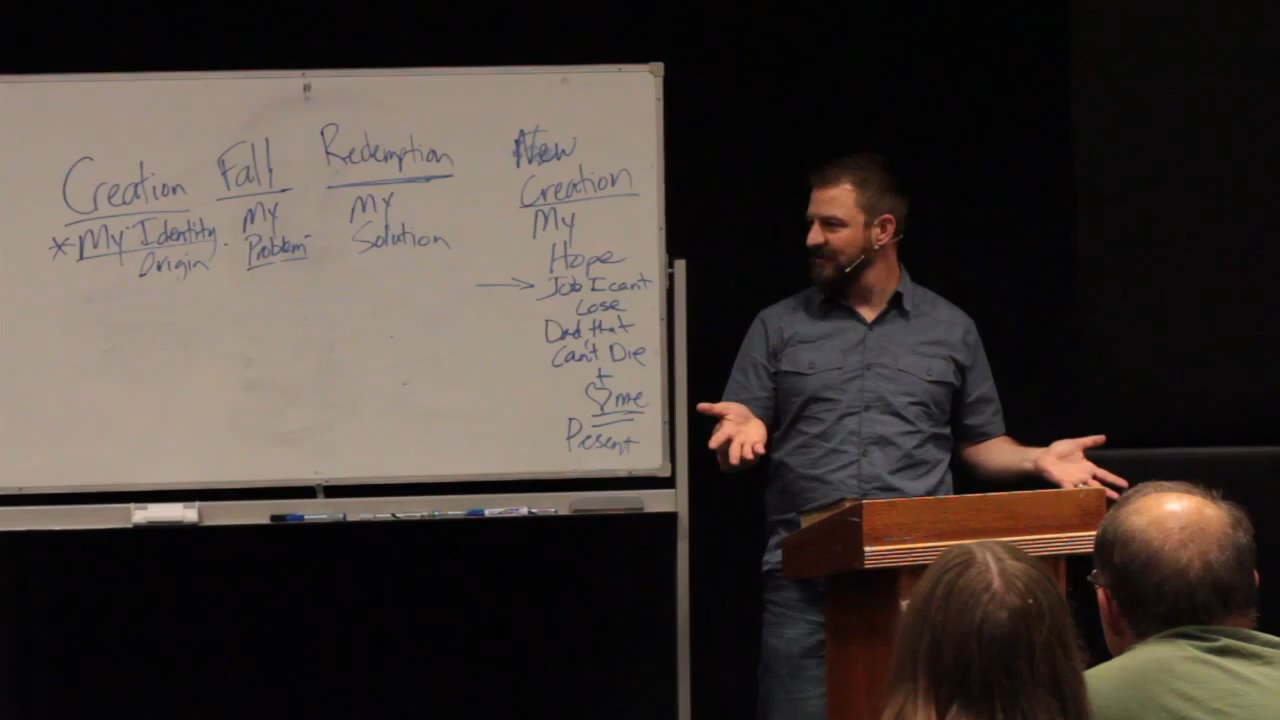 Creation
*My Identity
Origin
Fall
My
Problem
Redemption
My
Solution
New
Creation
My
Hope
→ Job I can't
Lose
Dad that
Can't Die
+
♡ me
Present